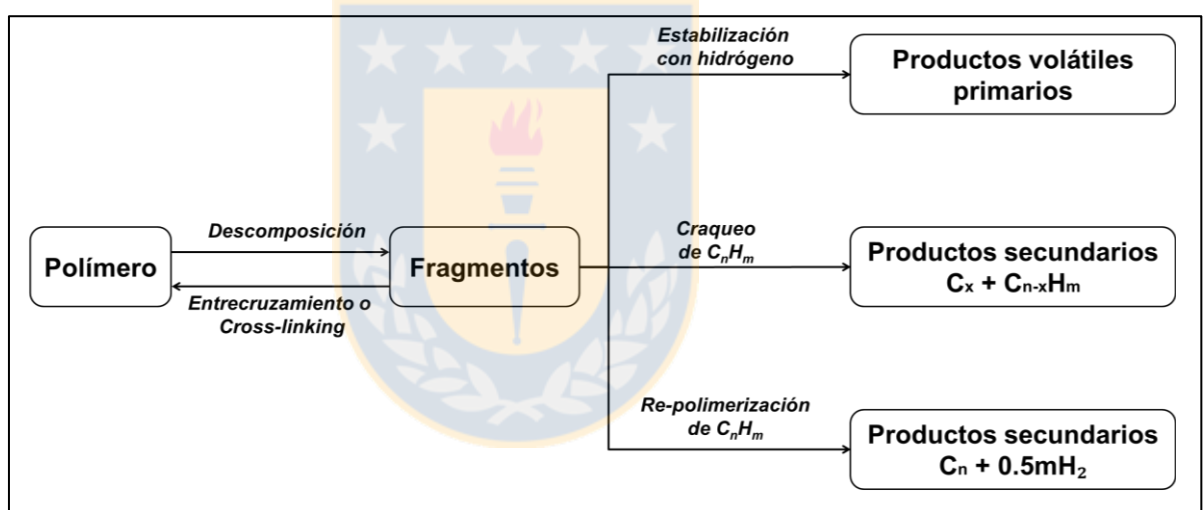 Estabilización
con hidrógeno
Productos volátiles
primarios
Polímero
Descomposición
Entrecruzamiento o
Cross-linking
Fragmentos
Craqueo
de CₙHₘ
Productos secundarios
Cₓ + Cₙ₋ₓHₘ
Re-polimerización
de CₙHₘ
Productos secundarios
Cₙ + 0.5mH₂